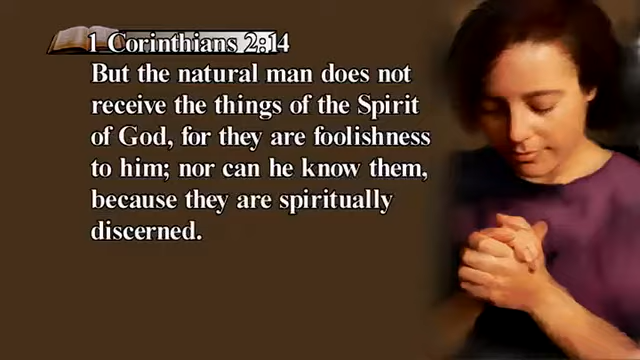 1 Corinthians 2:14
But the natural man does not
receive the things of the Spirit
of God, for they are foolishness
to him; nor can he know them,
because they are spiritually
discerned.